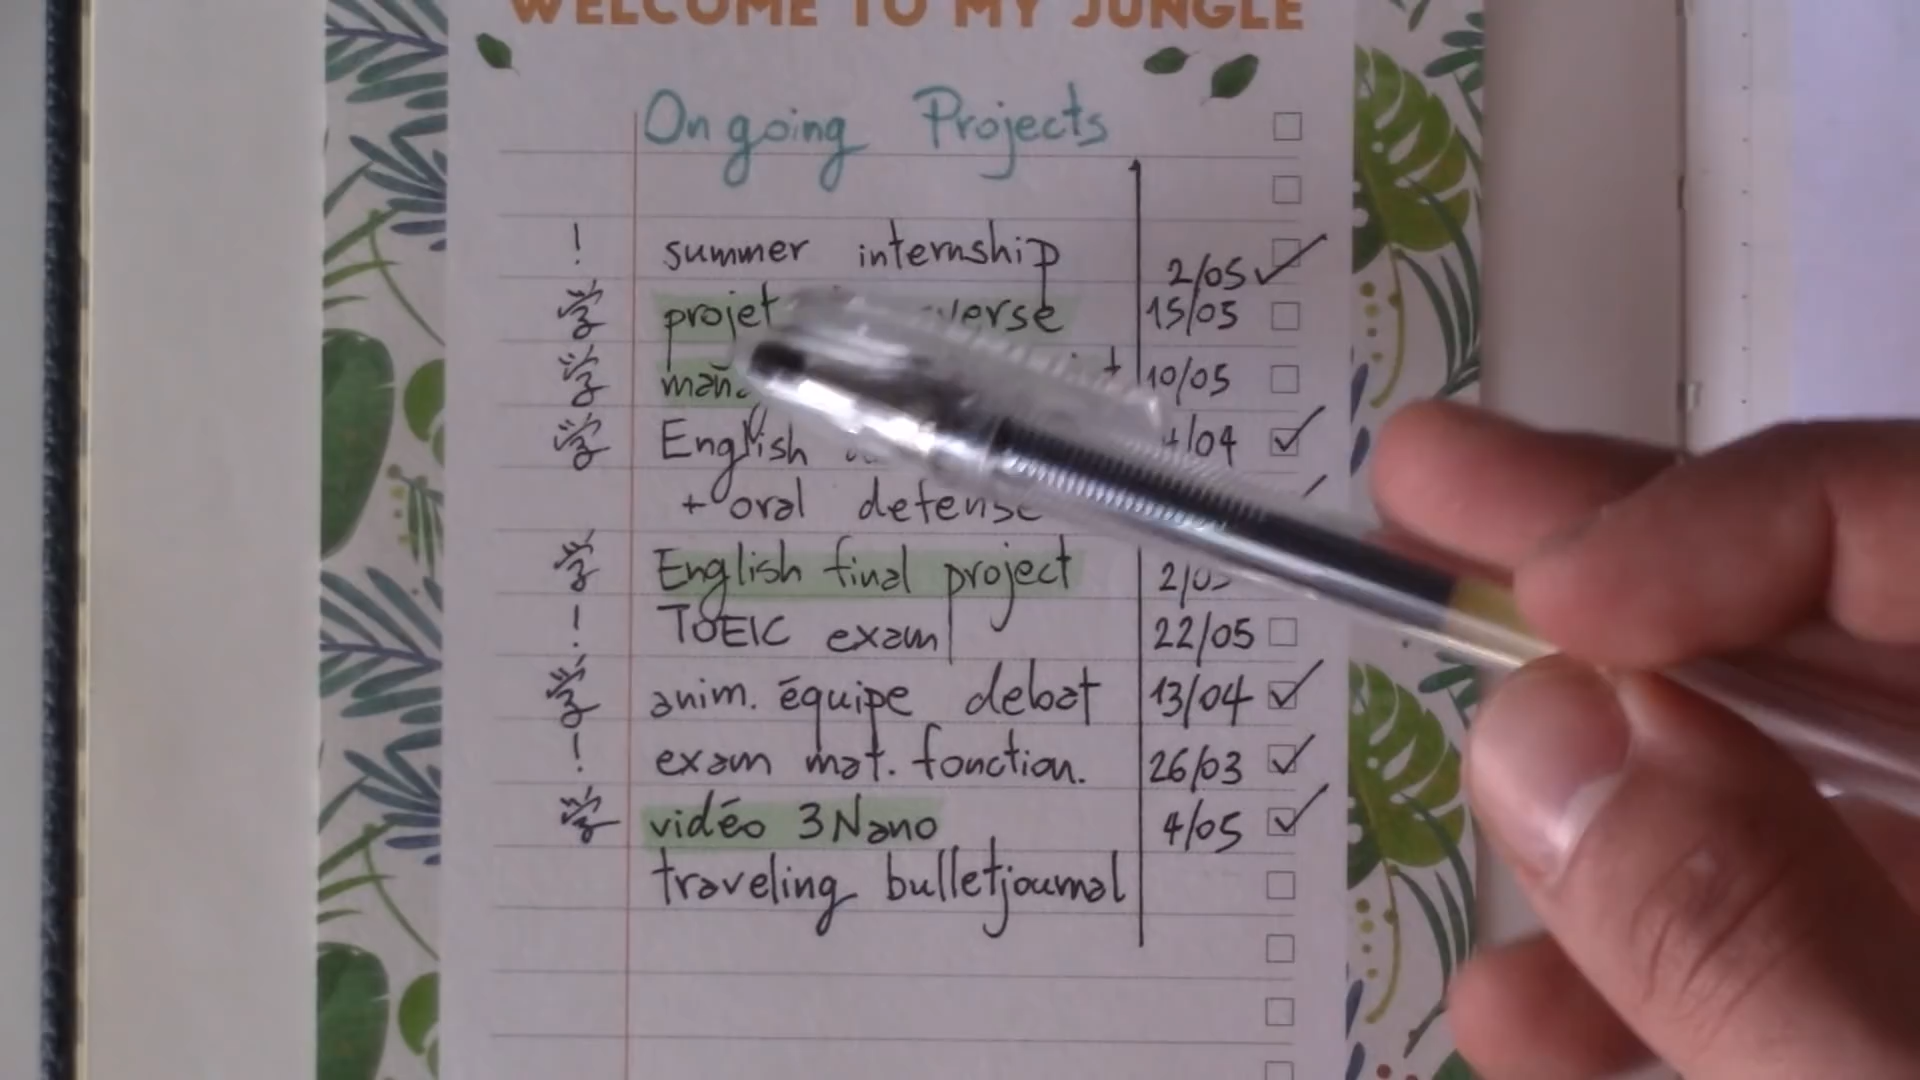 WELCOME TO MY JUNGLE
Ongoing Projects
! summer internship 2/05
学 projet 15/05
学 10/05
学 English /04
+ oral defense
学 English final project
! TOEIC exam 22/05
学 anim. équipe debat 13/04
! exam mat. fonction. 26/03
学 vidéo 3Nano 4/05
traveling bulletjournal